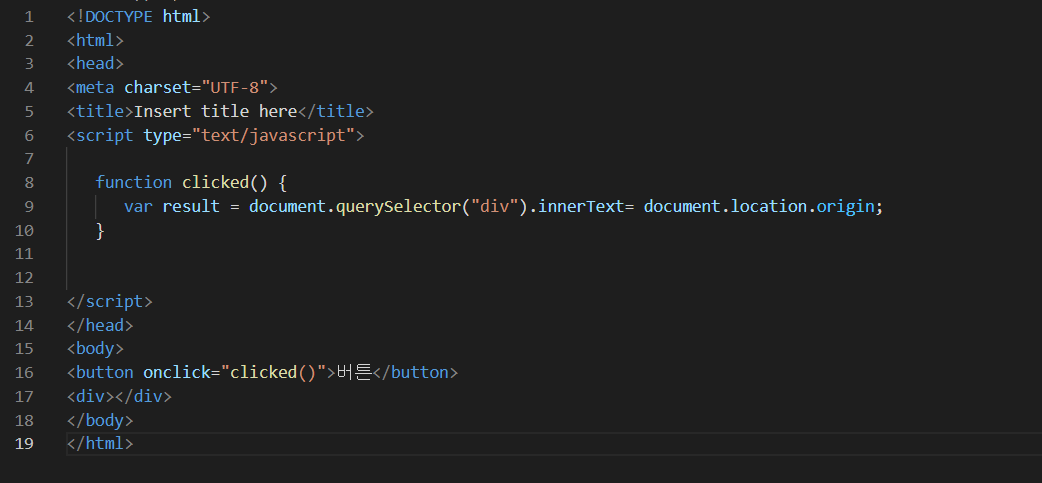 1 <!DOCTYPE html>
2 <html>
3 <head>
4 <meta charset="UTF-8">
5 <title>Insert title here</title>
6 <script type="text/javascript">
7
8 function clicked() {
9 var result = document.querySelector("div").innerText= document.location.origin;
10 }
11
12
13 </script>
14 </head>
15 <body>
16 <button onclick="clicked()">버튼</button>
17 <div></div>
18 </body>
19 </html>